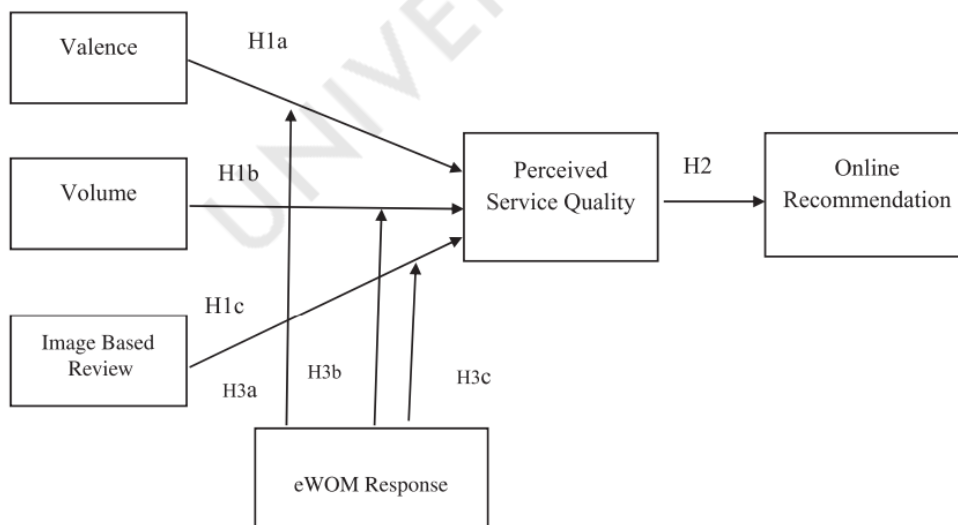 Valence
H1a
Volume
H1b
Perceived
Service Quality
H2
Online
Recommendation
Image Based
Review
H1c
H3a
H3b
H3c
eWOM Response
UNIVE